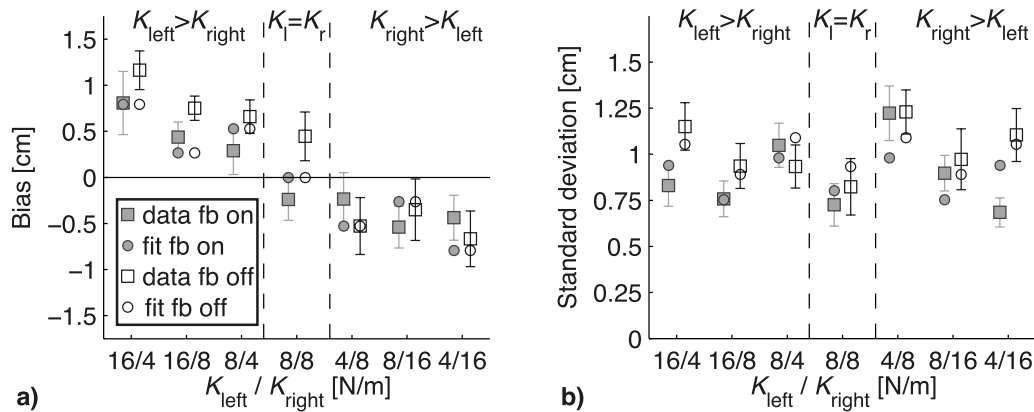 K_left>K_right K_l=K_r K_right>K_left
1.5
1
0.5
0
−0.5
−1
−1.5
Bias [cm]
data fb on
fit fb on
data fb off
fit fb off
16/4 16/8 8/4 8/8 4/8 8/16 4/16
K_left / K_right [N/m]
a)
K_left>K_right K_l=K_r K_right>K_left
1.5
1.25
1
0.75
0.5
0.25
0
Standard deviation [cm]
16/4 16/8 8/4 8/8 4/8 8/16 4/16
K_left / K_right [N/m]
b)